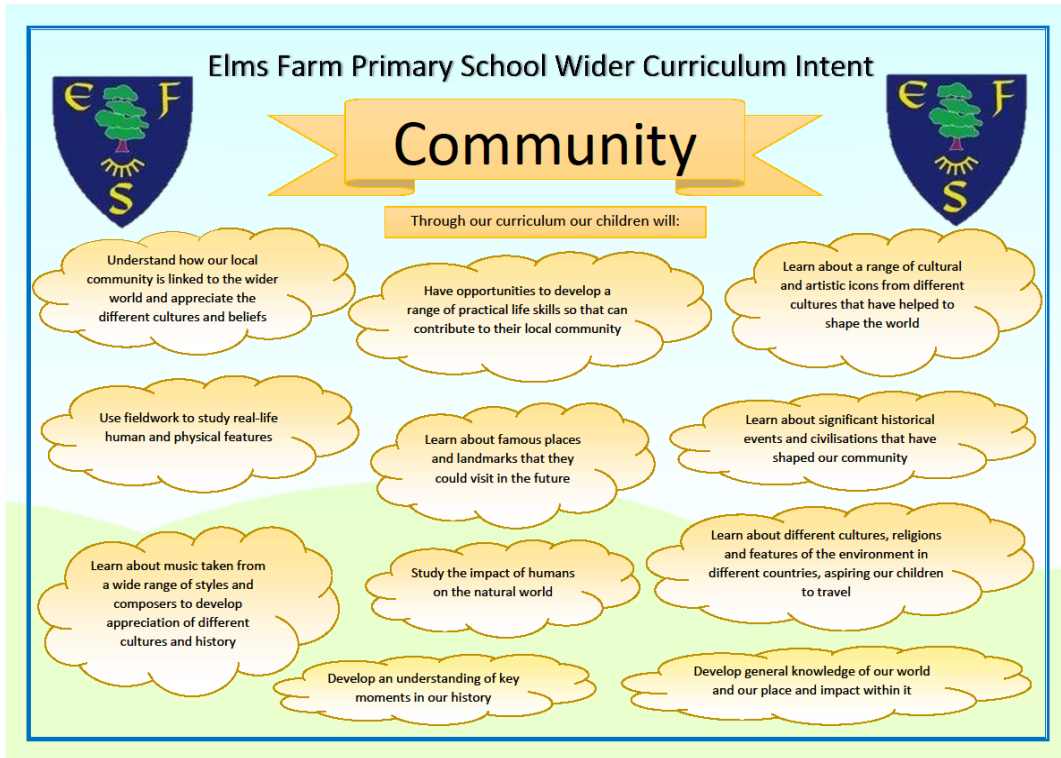 Elms Farm Primary School Wider Curriculum Intent
E F
S
E F
S
Community
Through our curriculum our children will:
Understand how our local
community is linked to the wider
world and appreciate the
different cultures and beliefs
Have opportunities to develop a
range of practical life skills so that can
contribute to their local community
Learn about a range of cultural
and artistic icons from different
cultures that have helped to
shape the world
Use fieldwork to study real-life
human and physical features
Learn about famous places
and landmarks that they
could visit in the future
Learn about significant historical
events and civilisations that have
shaped our community
Learn about music taken from
a wide range of styles and
composers to develop
appreciation of different
cultures and history
Study the impact of humans
on the natural world
Learn about different cultures, religions
and features of the environment in
different countries, aspiring our children
to travel
Develop an understanding of key
moments in our history
Develop general knowledge of our world
and our place and impact within it